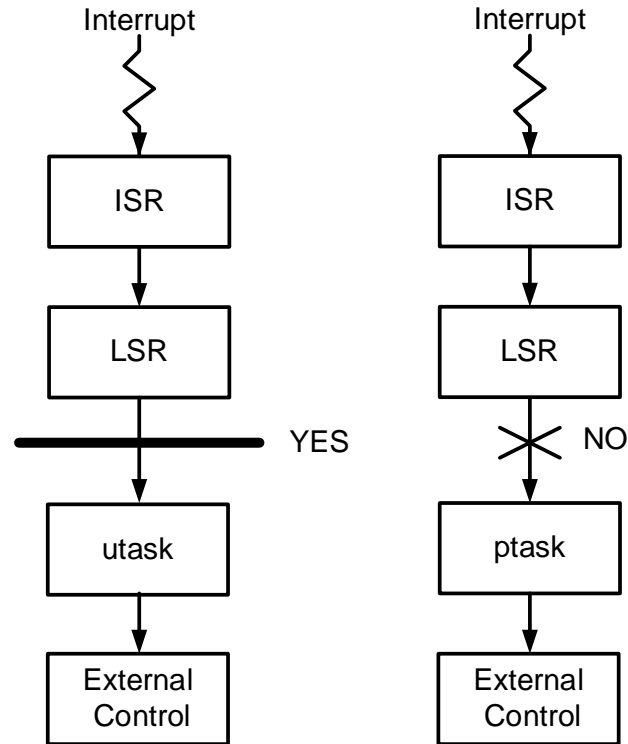 Interrupt
ISR
LSR
YES
utask
External
Control
Interrupt
ISR
LSR
NO
ptask
External
Control